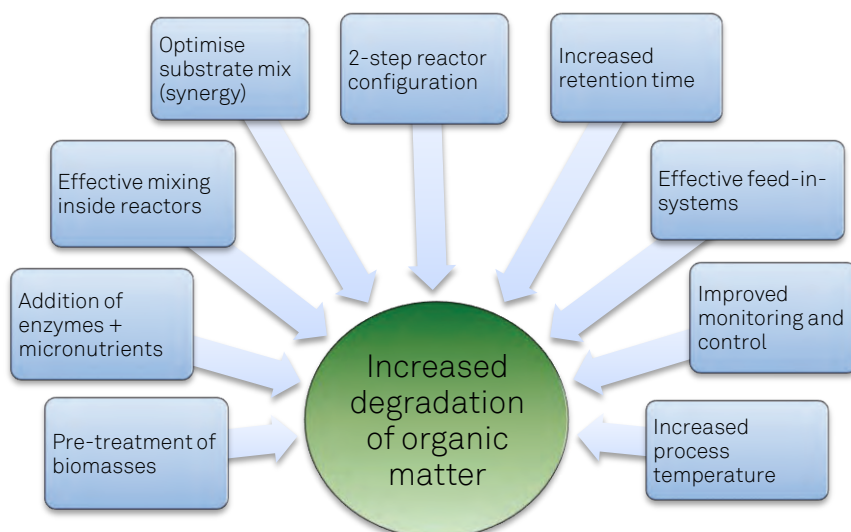 Optimise
substrate mix
(synergy)
2-step reactor
configuration
Increased
retention time
Effective mixing
inside reactors
Effective feed-in-
systems
Addition of
enzymes +
micronutrients
Improved
monitoring and
control
Pre-treatment of
biomasses
Increased
process
temperature
Increased
degradation
of organic
matter